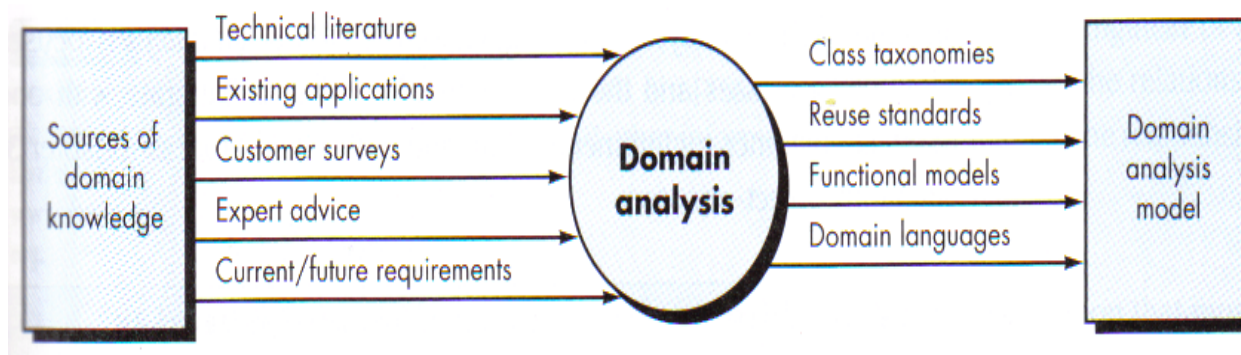 Sources of
domain
knowledge
Technical literature
Existing applications
Customer surveys
Expert advice
Current/future requirements
Domain
analysis
Class taxonomies
Reuse standards
Functional models
Domain languages
Domain
analysis
model